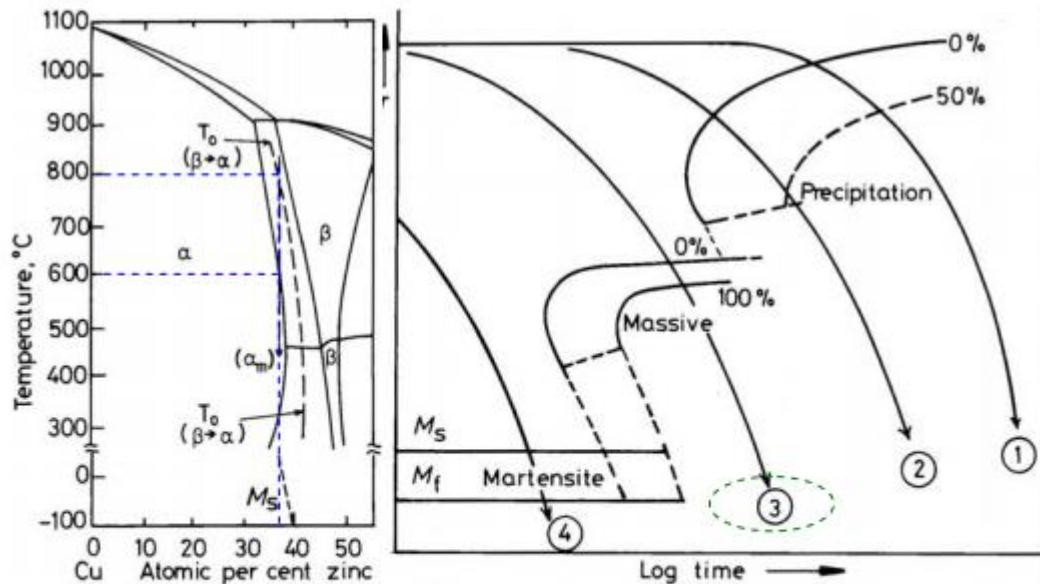 1100
1000
900
800
700
600
500
400
300
0
-100
Temperature, °C
T₀
(β→α)
α
β
(αₘ)
β
T₀
(β→α)
Mₛ
0 10 20 30 40 50
Cu Atomic per cent zinc
0%
50%
Precipitation
0%
100%
Massive
Mₛ
M_f Martensite
①
②
③
④
Log time